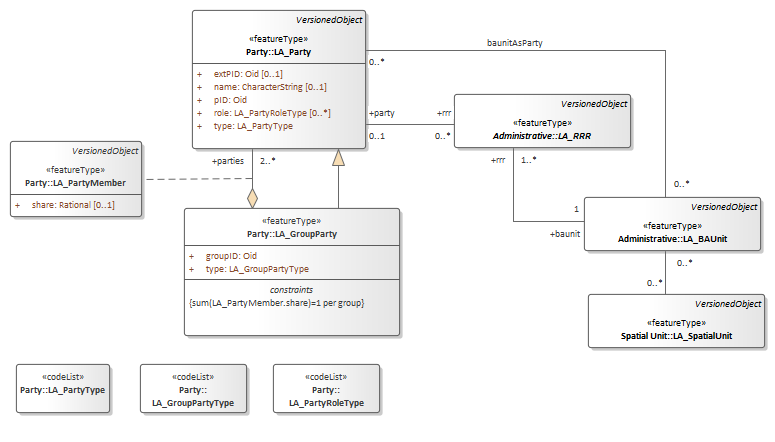 VersionedObject
«featureType»
Party::LA_Party
+ extPID: Oid [0..1]
+ name: CharacterString [0..1]
+ pID: Oid
+ role: LA_PartyRoleType [0..*]
+ type: LA_PartyType
baunitAsParty
0..*
+party
+rrr
0..1
0..*
VersionedObject
«featureType»
Administrative::LA_RRR
+parties
2..*
+rrr
1..*
VersionedObject
«featureType»
Party::LA_PartyMember
+ share: Rational [0..1]
0..*
1
+baunit
VersionedObject
«featureType»
Administrative::LA_BAUnit
«featureType»
Party::LA_GroupParty
+ groupID: Oid
+ type: LA_GroupPartyType
constraints
{sum(LA_PartyMember.share)=1 per group}
0..*
0..*
VersionedObject
«featureType»
Spatial Unit::LA_SpatialUnit
«codeList»
Party::LA_PartyType
«codeList»
Party::
LA_GroupPartyType
«codeList»
Party::
LA_PartyRoleType